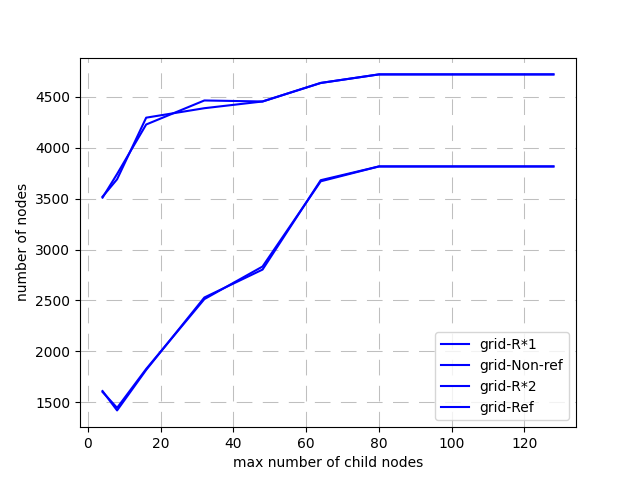 number of nodes
4500
4000
3500
3000
2500
2000
1500
0 20 40 60 80 100 120
max number of child nodes
grid-R*1
grid-Non-ref
grid-R*2
grid-Ref